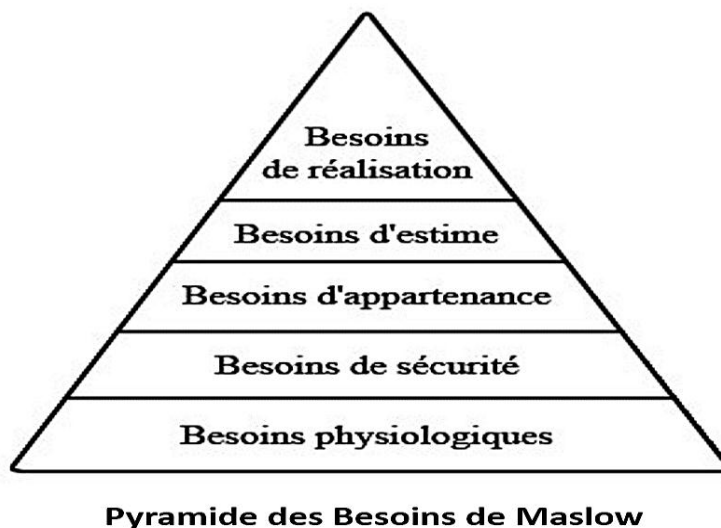 Besoins
de réalisation
Besoins d'estime
Besoins d'appartenance
Besoins de sécurité
Besoins physiologiques
Pyramide des Besoins de Maslow